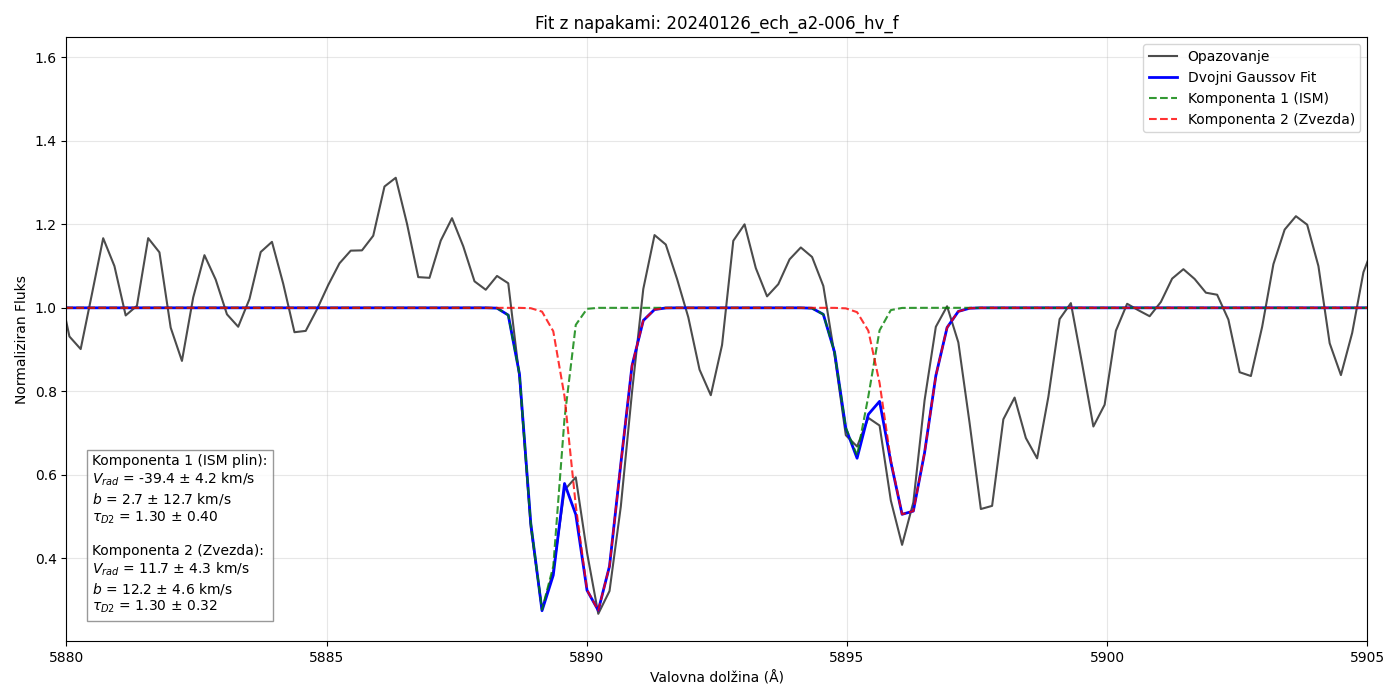 Fit z napakami: 20240126_ech_a2-006_hv_f
Normaliziran Fluks
1.6
1.4
1.2
1.0
0.8
0.6
0.4
Opazovanje
Dvojni Gaussov Fit
Komponenta 1 (ISM)
Komponenta 2 (Zvezda)
Komponenta 1 (ISM plin):
V_rad = -39.4 ± 4.2 km/s
b = 2.7 ± 12.7 km/s
τ_D2 = 1.30 ± 0.40
Komponenta 2 (Zvezda):
V_rad = 11.7 ± 4.3 km/s
b = 12.2 ± 4.6 km/s
τ_D2 = 1.30 ± 0.32
5880 5885 5890 5895 5900 5905
Valovna dolžina (Å)